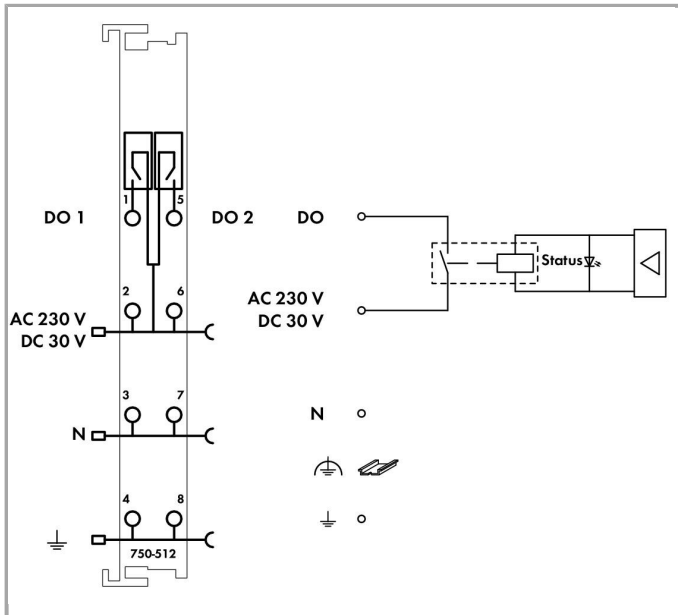 1 5
DO 1 DO 2 DO
Status
2 6
AC 230 V AC 230 V
DC 30 V DC 30 V
3 7
N N
4 8
750-512